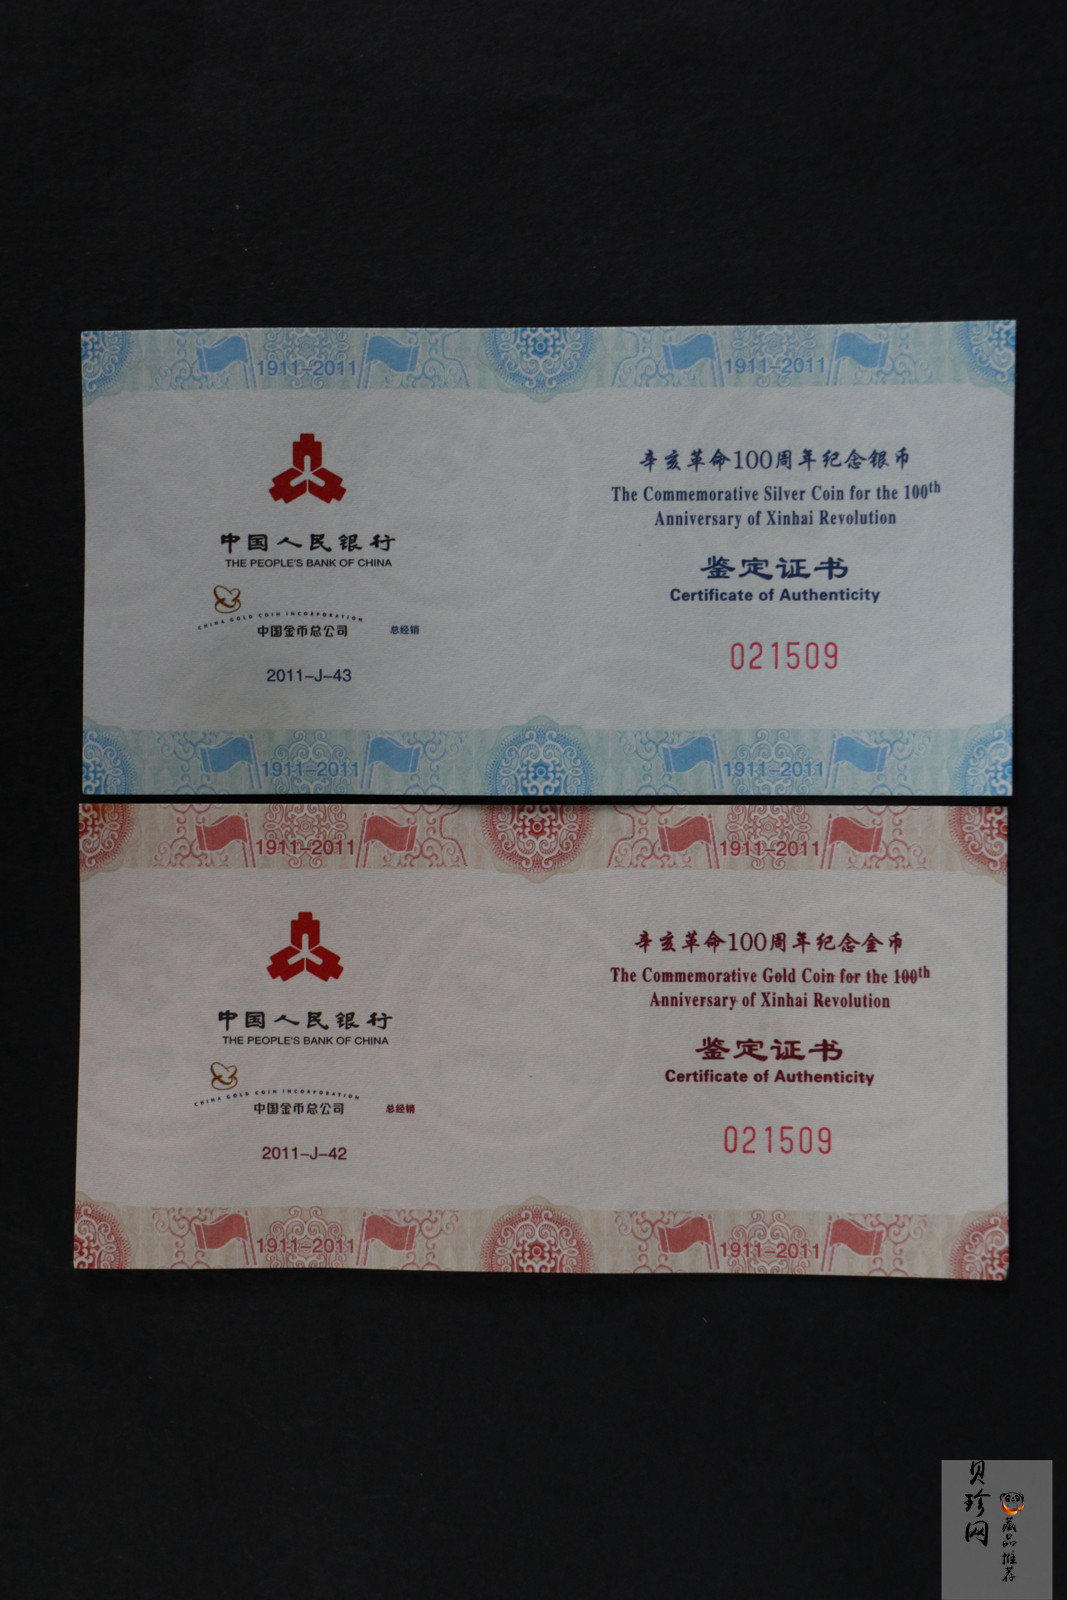 1911–2011
1911–2011
中国人民银行
THE PEOPLE'S BANK OF CHINA
CHINA GOLD COIN INCORPORATION
中国金币总公司 总经销
2011–J–43
辛亥革命100周年纪念银币
The Commemorative Silver Coin for the 100th
Anniversary of Xinhai Revolution
鉴定证书
Certificate of Authenticity
021509
1911–2011
1911–2011
1911–2011
1911–2011
中国人民银行
THE PEOPLE'S BANK OF CHINA
CHINA GOLD COIN INCORPORATION
中国金币总公司 总经销
2011–J–42
辛亥革命100周年纪念金币
The Commemorative Gold Coin for the 100th
Anniversary of Xinhai Revolution
鉴定证书
Certificate of Authenticity
021509
1911–2011
1911–2011
贝珍网
藏品推荐